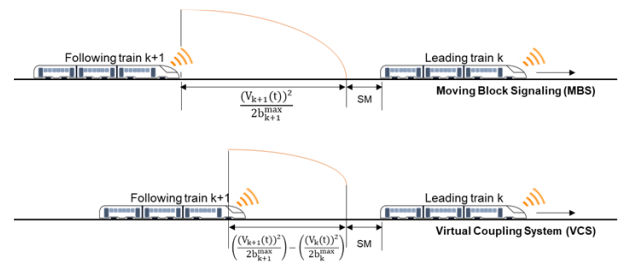 Following train k+1
Leading train k
(V_{k+1}(t))^2 / 2b_{k+1}^{max}
SM
Moving Block Signaling (MBS)
Following train k+1
Leading train k
((V_{k+1}(t))^2 / 2b_{k+1}^{max}) − ((V_k(t))^2 / 2b_k^{max})
SM
Virtual Coupling System (VCS)